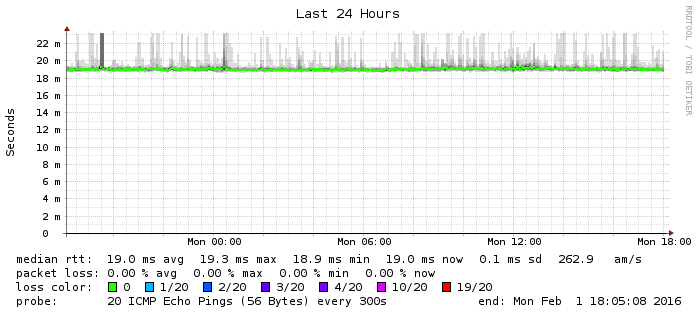 Last 24 Hours
RRDTOOL / TOBI OETIKER
Seconds
22 m
20 m
18 m
16 m
14 m
12 m
10 m
8 m
6 m
4 m
2 m
0
Mon 00:00 Mon 06:00 Mon 12:00 Mon 18:00
median rtt: 19.0 ms avg 19.3 ms max 18.9 ms min 19.0 ms now 0.1 ms sd 262.9 am/s
packet loss: 0.00 % avg 0.00 % max 0.00 % min 0.00 % now
loss color: 0 1/20 2/20 3/20 4/20 10/20 19/20
probe: 20 ICMP Echo Pings (56 Bytes) every 300s end: Mon Feb 1 18:05:08 2016